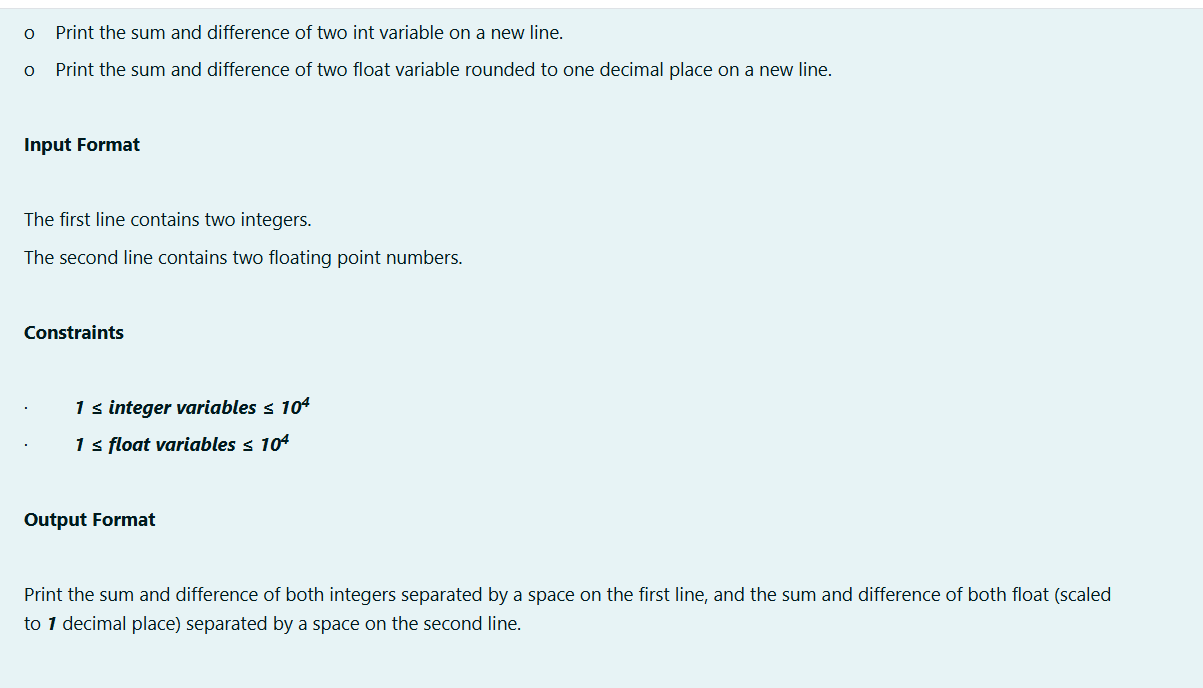 o Print the sum and difference of two int variable on a new line.
o Print the sum and difference of two float variable rounded to one decimal place on a new line.
Input Format
The first line contains two integers.
The second line contains two floating point numbers.
Constraints
· 1 ≤ integer variables ≤ 10⁴
· 1 ≤ float variables ≤ 10⁴
Output Format
Print the sum and difference of both integers separated by a space on the first line, and the sum and difference of both float (scaled
to 1 decimal place) separated by a space on the second line.